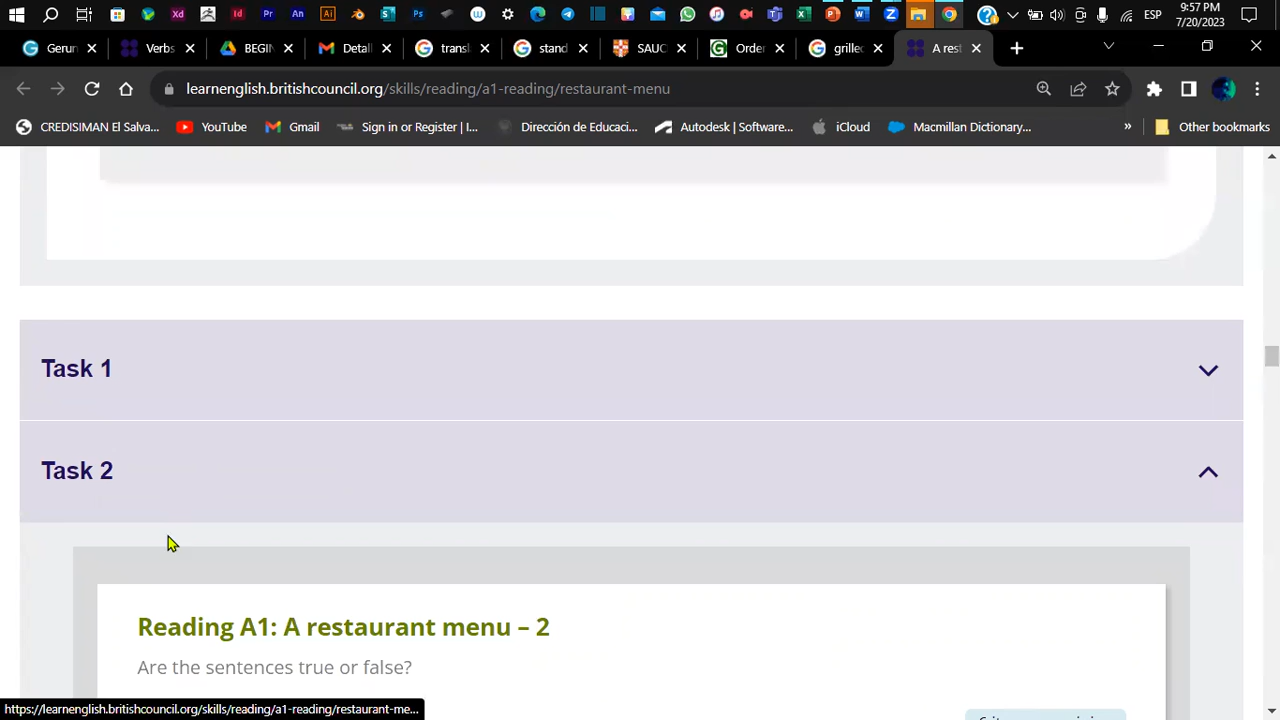 9:57 PM
ESP
7/20/2023
Gerun
Verbs
BEGIN
Detall
trans
stand
SAUC
Order
grillec
A rest
learnenglish.britishcouncil.org/skills/reading/a1-reading/restaurant-menu
CREDISIMAN El Salva...
YouTube
Gmail
Sign in or Register | I...
Dirección de Educaci...
Autodesk | Software...
iCloud
Macmillan Dictionary...
Other bookmarks
Task 1
Task 2
Reading A1: A restaurant menu – 2
Are the sentences true or false?
https://learnenglish.britishcouncil.org/skills/reading/a1-reading/restaurant-me...